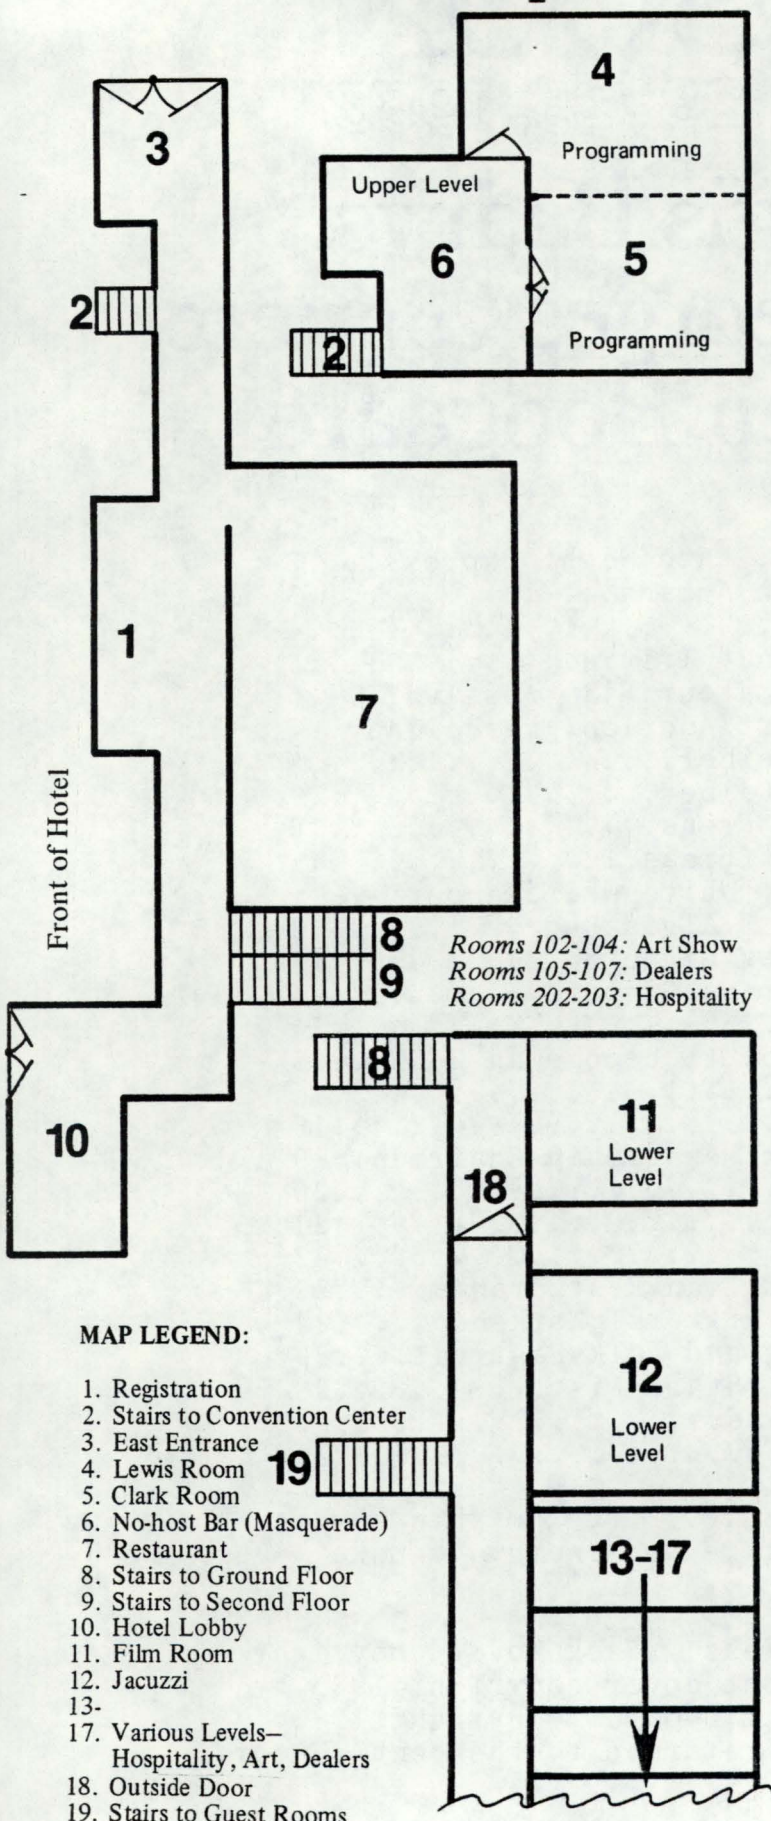 4
Programming
3
Upper Level
6
5
2
2
Programming
1
7
Front of Hotel
8
9
Rooms 102-104: Art Show
Rooms 105-107: Dealers
Rooms 202-203: Hospitality
8
10
11
Lower
Level
18
12
Lower
Level
19
13-17
MAP LEGEND:
1. Registration
2. Stairs to Convention Center
3. East Entrance
4. Lewis Room
5. Clark Room
6. No-host Bar (Masquerade)
7. Restaurant
8. Stairs to Ground Floor
9. Stairs to Second Floor
10. Hotel Lobby
11. Film Room
12. Jacuzzi
13-
17. Various Levels—
Hospitality, Art, Dealers
18. Outside Door
19. Stairs to Guest Rooms